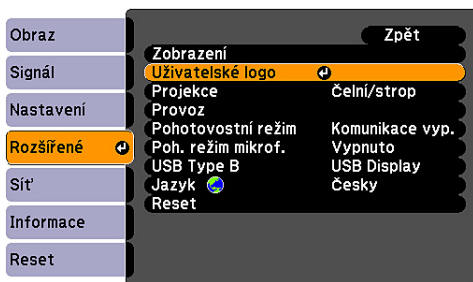 Obraz
Signál
Nastavení
Rozšířené
Síť
Informace
Reset
Zpět
Zobrazení
Uživatelské logo
Projekce Čelní/strop
Provoz
Pohotovostní režim Komunikace vyp.
Poh. režim mikrof. Vypnuto
USB Type B USB Display
Jazyk Česky
Reset